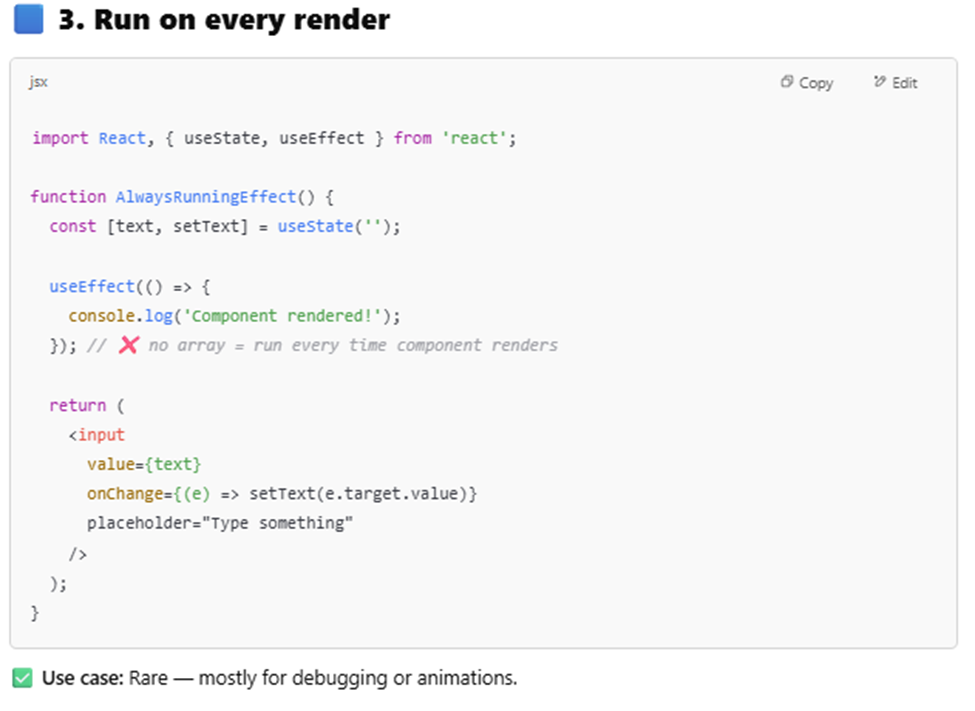 3. Run on every render
jsx
Copy
Edit
import React, { useState, useEffect } from 'react';
function AlwaysRunningEffect() {
const [text, setText] = useState('');
useEffect(() => {
console.log('Component rendered!');
}); // ❌ no array = run every time component renders
return (
<input
value={text}
onChange={(e) => setText(e.target.value)}
placeholder="Type something"
/>
);
}
✅ Use case: Rare — mostly for debugging or animations.